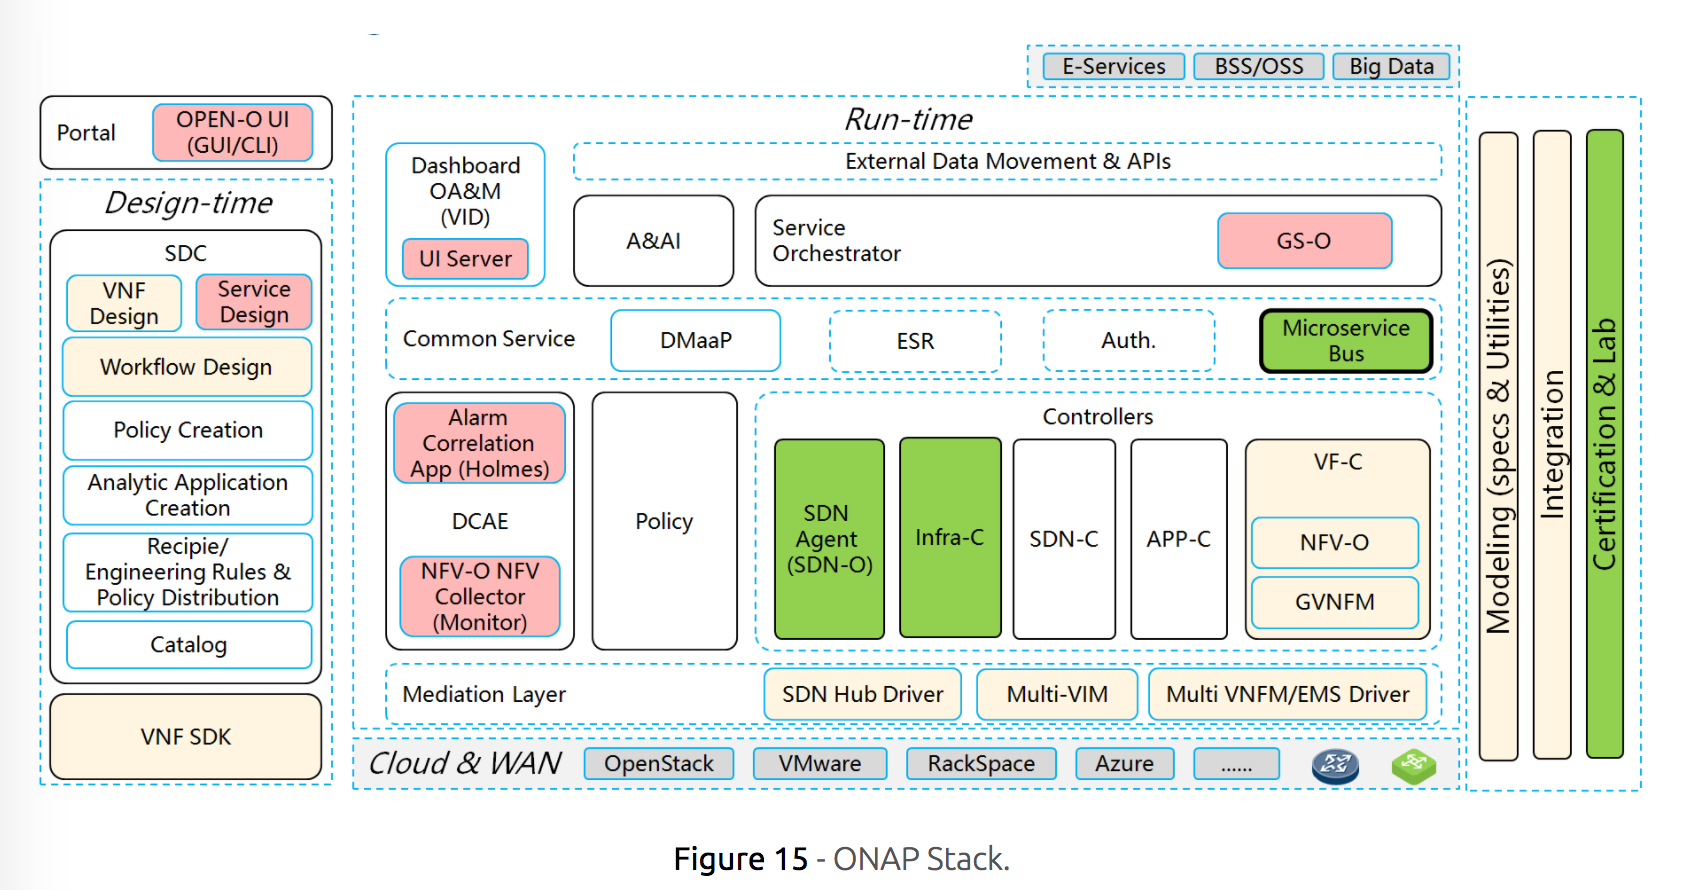 E-Services
BSS/OSS
Big Data
Portal
OPEN-O UI
(GUI/CLI)
Design-time
SDC
VNF
Design
Service
Design
Workflow Design
Policy Creation
Analytic Application
Creation
Recipie/
Engineering Rules &
Policy Distribution
Catalog
VNF SDK
Run-time
Dashboard
OA&M
(VID)
UI Server
External Data Movement & APIs
A&AI
Service
Orchestrator
GS-O
Common Service
DMaaP
ESR
Auth.
Microservice
Bus
Alarm
Correlation
App (Holmes)
DCAE
NFV-O NFV
Collector
(Monitor)
Policy
Controllers
SDN
Agent
(SDN-O)
Infra-C
SDN-C
APP-C
VF-C
NFV-O
GVNFM
Mediation Layer
SDN Hub Driver
Multi-VIM
Multi VNFM/EMS Driver
Cloud & WAN
OpenStack
VMware
RackSpace
Azure
......
Modeling (specs & Utilities)
Integration
Certification & Lab
Figure 15 - ONAP Stack.